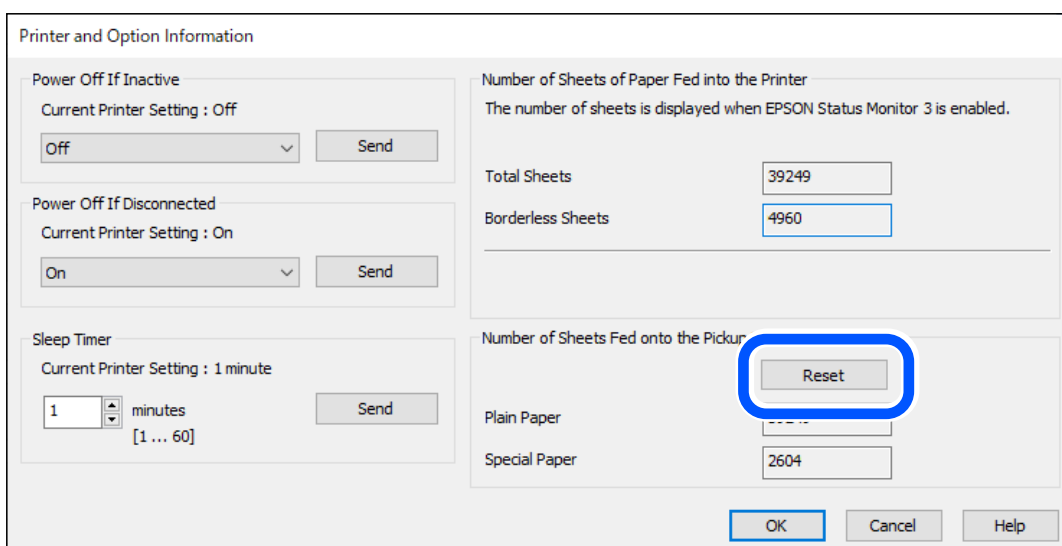 Printer and Option Information
Power Off If Inactive
Current Printer Setting : Off
Off
Send
Power Off If Disconnected
Current Printer Setting : On
On
Send
Sleep Timer
Current Printer Setting : 1 minute
1
minutes
Send
[1 ... 60]
Number of Sheets of Paper Fed into the Printer
The number of sheets is displayed when EPSON Status Monitor 3 is enabled.
Total Sheets
39249
Borderless Sheets
4960
Number of Sheets Fed onto the Pickup
Reset
Plain Paper
Special Paper
2604
OK
Cancel
Help